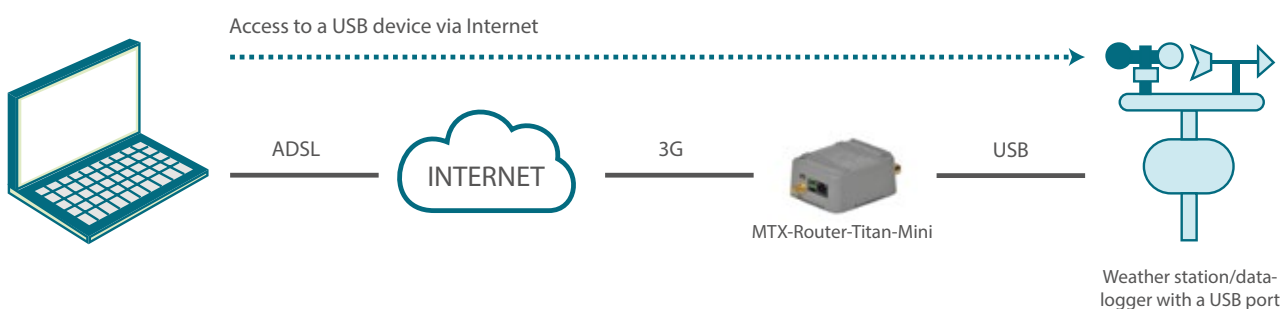 Access to a USB device via Internet
ADSL
INTERNET
3G
USB
MTX-Router-Titan-Mini
Weather station/data-
logger with a USB port